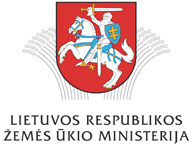 LIETUVOS RESPUBLIKOS
ŽEMĖS ŪKIO MINISTERIJA